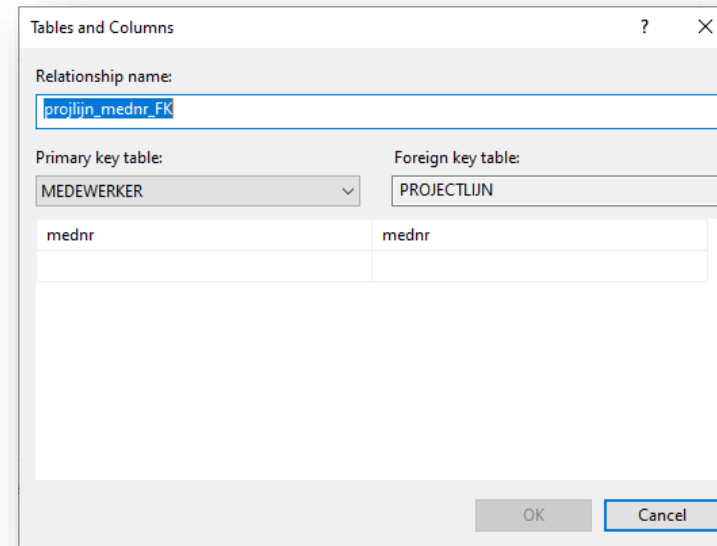 Tables and Columns ?
Relationship name:
projlijn_mednr_FK
Primary key table: Foreign key table:
MEDEWERKER PROJECTLIJN
mednr mednr
OK Cancel